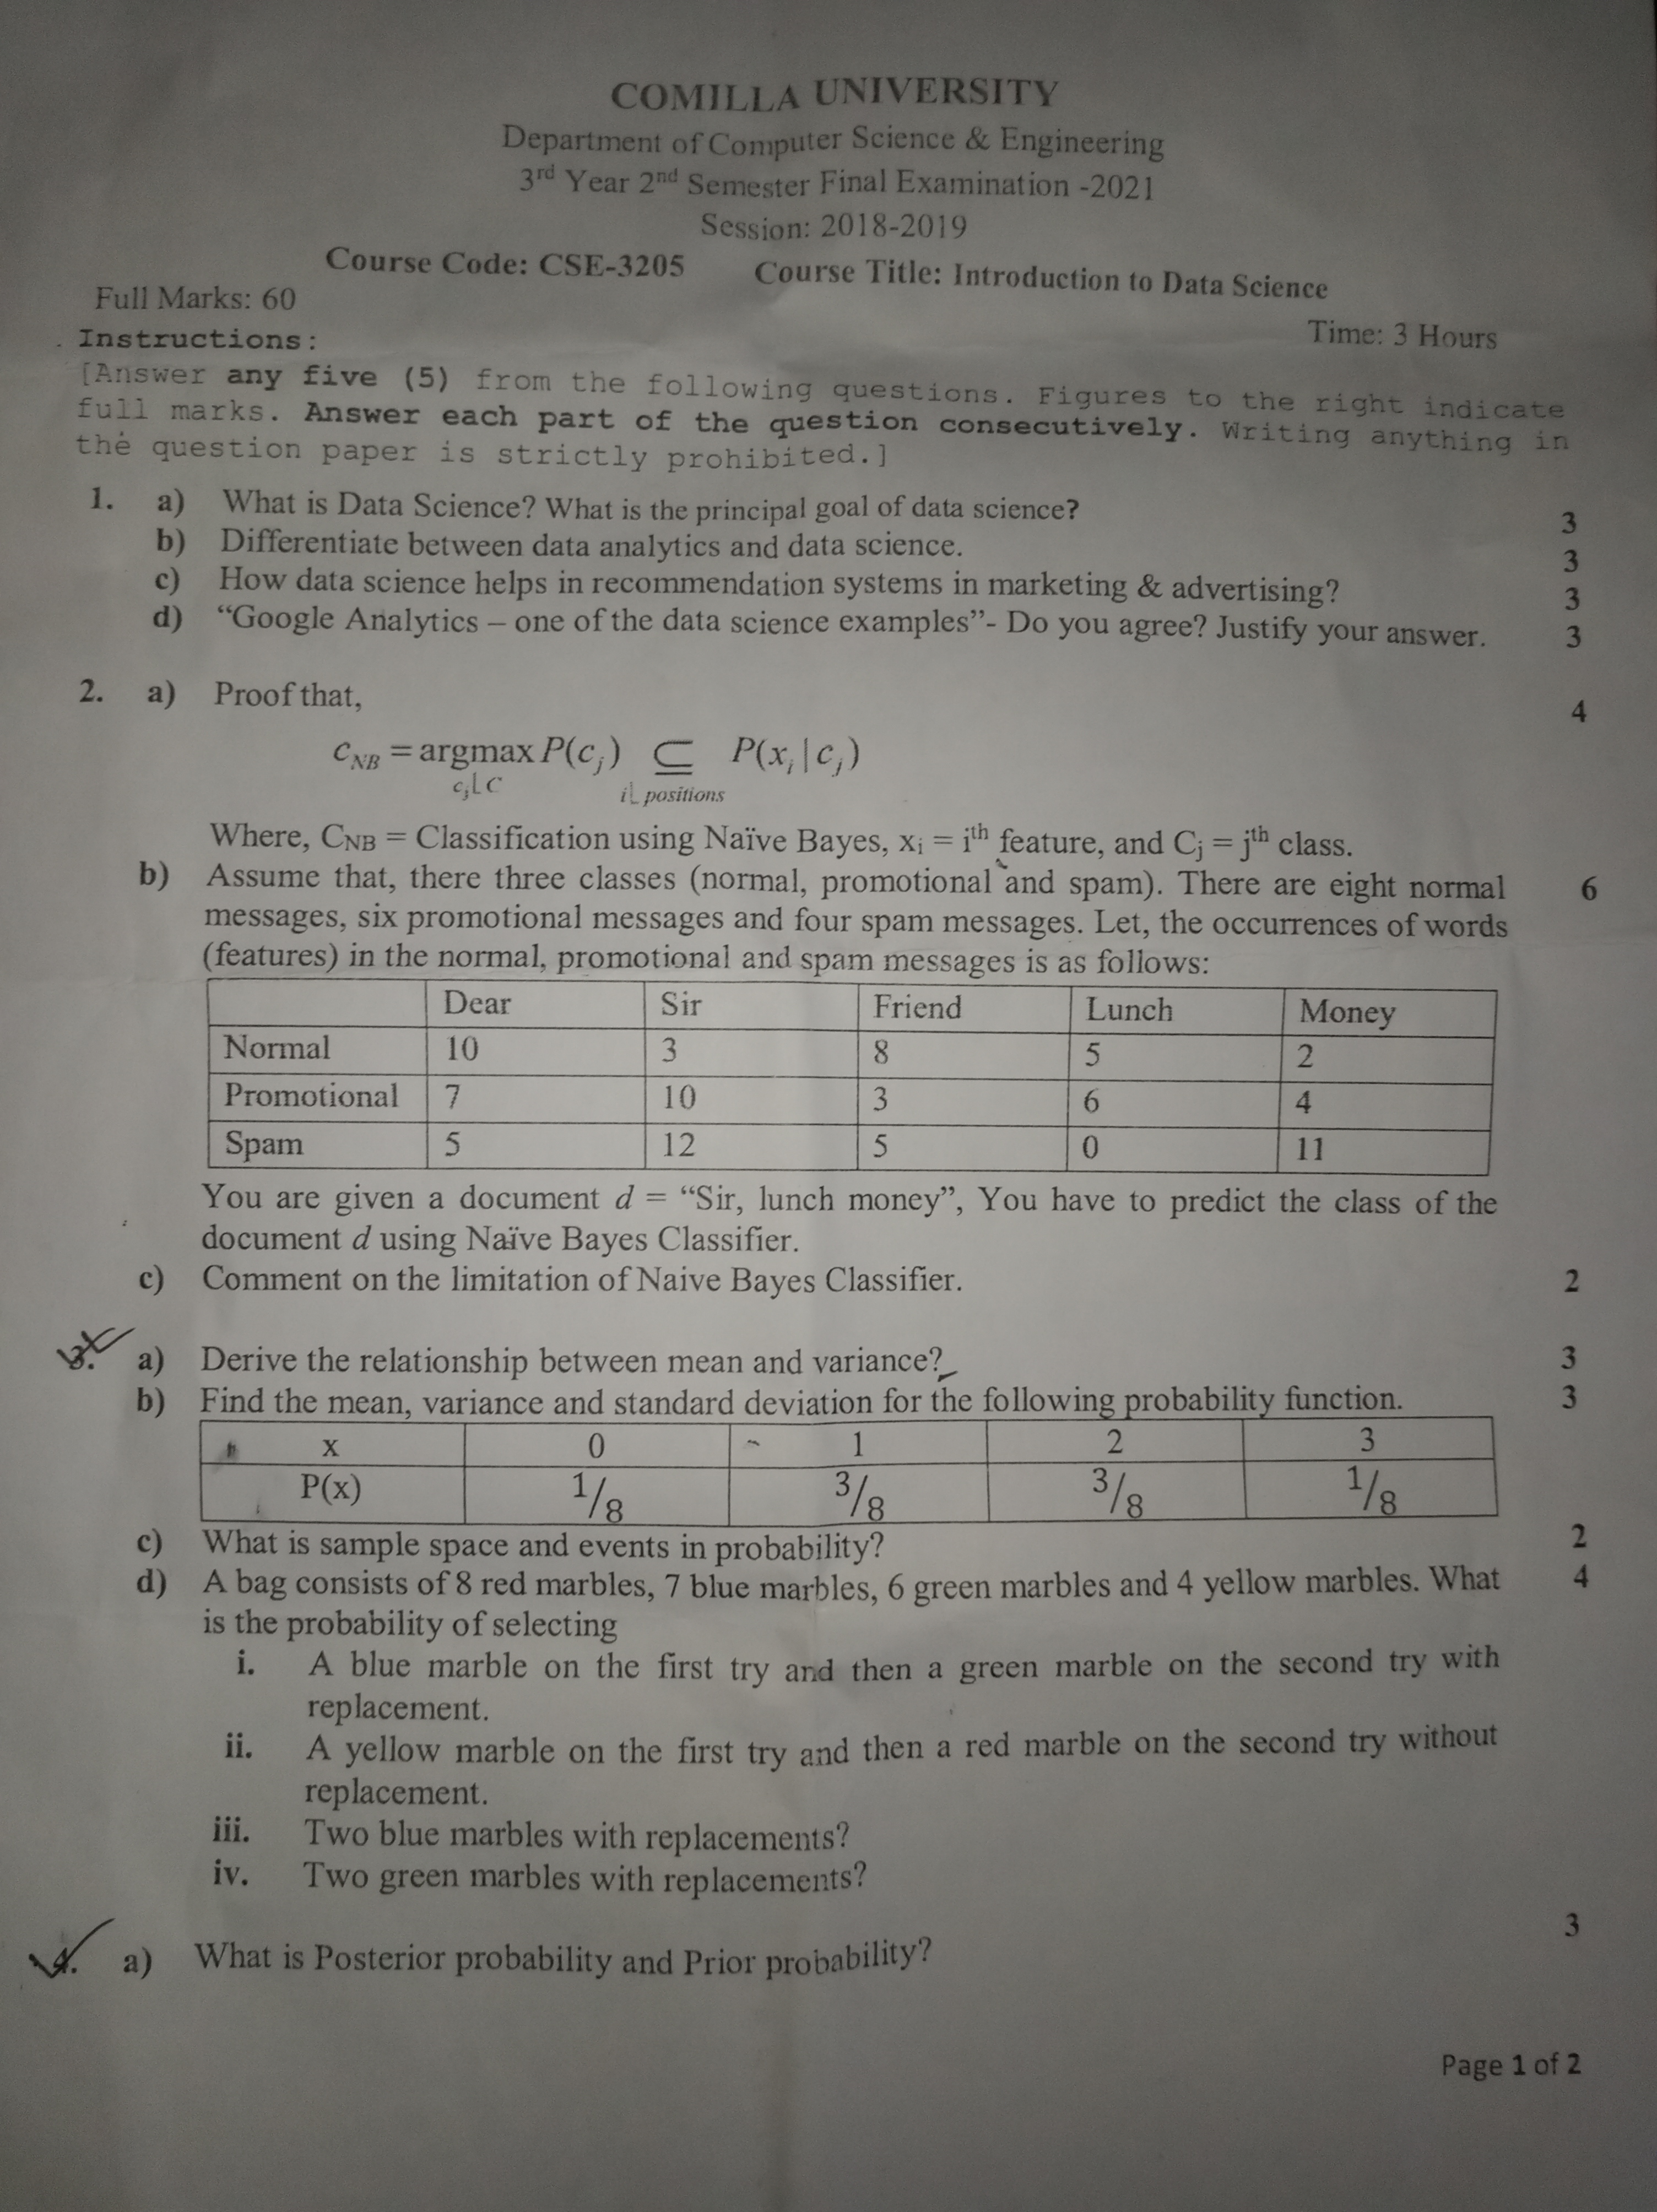 COMILLA UNIVERSITY
Department of Computer Science & Engineering
3rd Year 2nd Semester Final Examination -2021
Session: 2018-2019
Course Code: CSE-3205 Course Title: Introduction to Data Science
Full Marks: 60
Time: 3 Hours
Instructions:
[Answer any five (5) from the following questions. Figures to the right indicate
full marks. Answer each part of the question consecutively. Writing anything in
the question paper is strictly prohibited.]
1. a) What is Data Science? What is the principal goal of data science? 3
b) Differentiate between data analytics and data science. 3
c) How data science helps in recommendation systems in marketing & advertising? 3
d) “Google Analytics – one of the data science examples”- Do you agree? Justify your answer. 3
2. a) Proof that, 4
c_NB = argmax P(c_j) ⊆ P(x_i | c_j)
c_j⌊C i⌊ positions
Where, C_NB = Classification using Naïve Bayes, x_i = ith feature, and C_j = jth class.
b) Assume that, there three classes (normal, promotional and spam). There are eight normal 6
messages, six promotional messages and four spam messages. Let, the occurrences of words
(features) in the normal, promotional and spam messages is as follows:
Dear Sir Friend Lunch Money
Normal 10 3 8 5 2
Promotional 7 10 3 6 4
Spam 5 12 5 0 11
You are given a document d = “Sir, lunch money”, You have to predict the class of the
document d using Naïve Bayes Classifier.
c) Comment on the limitation of Naive Bayes Classifier. 2
3. a) Derive the relationship between mean and variance? 3
b) Find the mean, variance and standard deviation for the following probability function. 3
x 0 1 2 3
P(x) 1/8 3/8 3/8 1/8
c) What is sample space and events in probability? 2
d) A bag consists of 8 red marbles, 7 blue marbles, 6 green marbles and 4 yellow marbles. What 4
is the probability of selecting
i. A blue marble on the first try and then a green marble on the second try with
replacement.
ii. A yellow marble on the first try and then a red marble on the second try without
replacement.
iii. Two blue marbles with replacements?
iv. Two green marbles with replacements?
4. a) What is Posterior probability and Prior probability? 3
Page 1 of 2